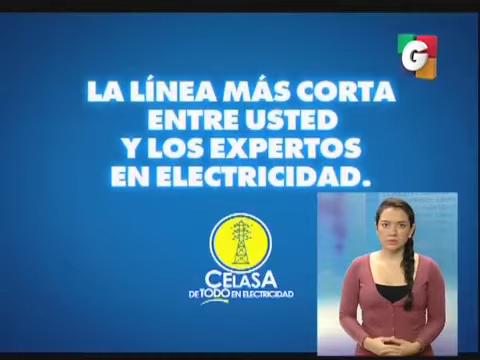 G
LA LÍNEA MÁS CORTA
ENTRE USTED
Y LOS EXPERTOS
EN ELECTRICIDAD.
CELASA
DE TODO EN ELECTRICIDAD